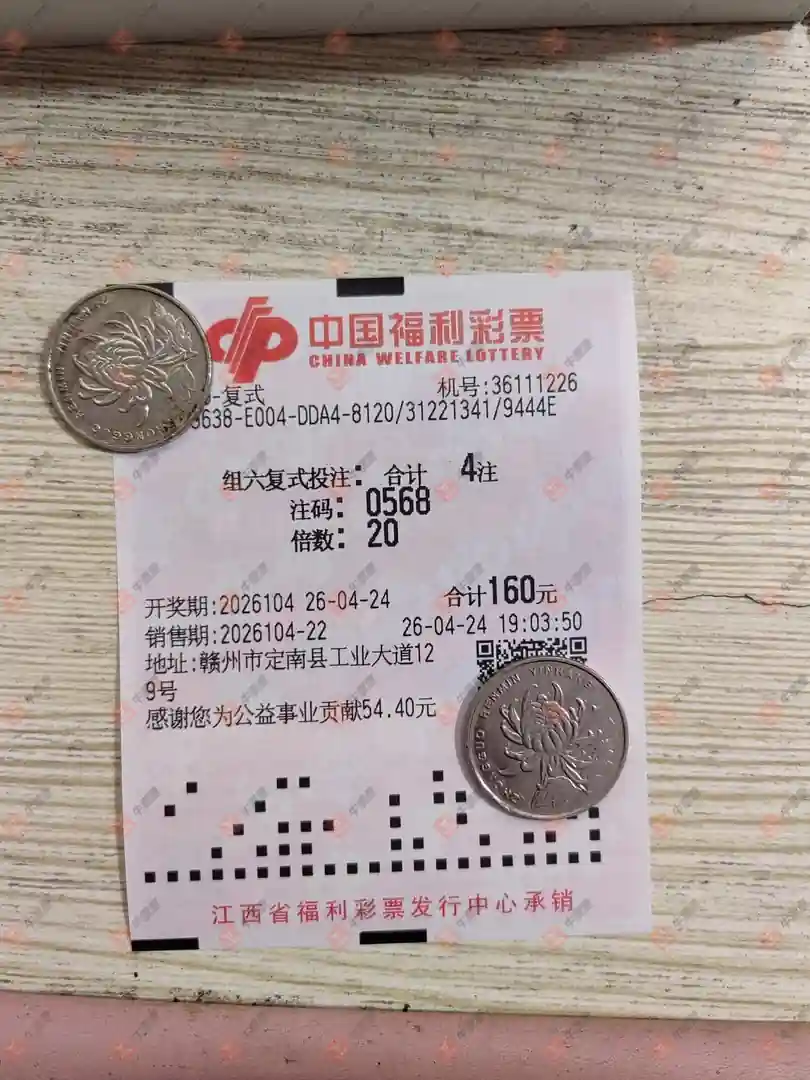 中国福利彩票
CHINA WELFARE LOTTERY
-复式 机号:36111226
638-E004-DDA4-8120/31221341/9444E
组六复式投注: 合计 4注
注码: 0568
倍数: 20
开奖期:2026104 26-04-24 合计160元
销售期:2026104-22 26-04-24 19:03:50
地址:赣州市定南县工业大道12
9号
感谢您为公益事业贡献54.40元
江西省福利彩票发行中心承销